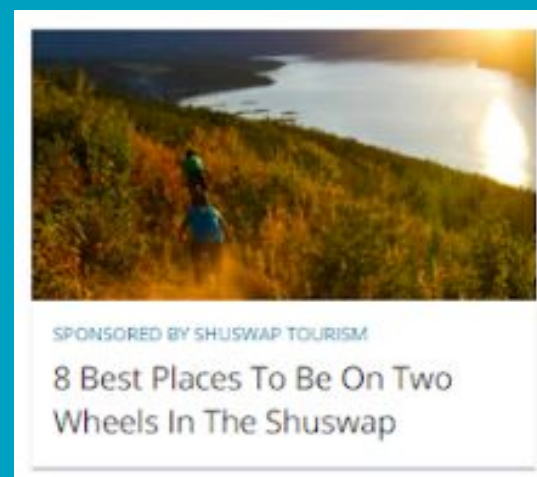 SPONSORED BY SHUSWAP TOURISM
8 Best Places To Be On Two
Wheels In The Shuswap